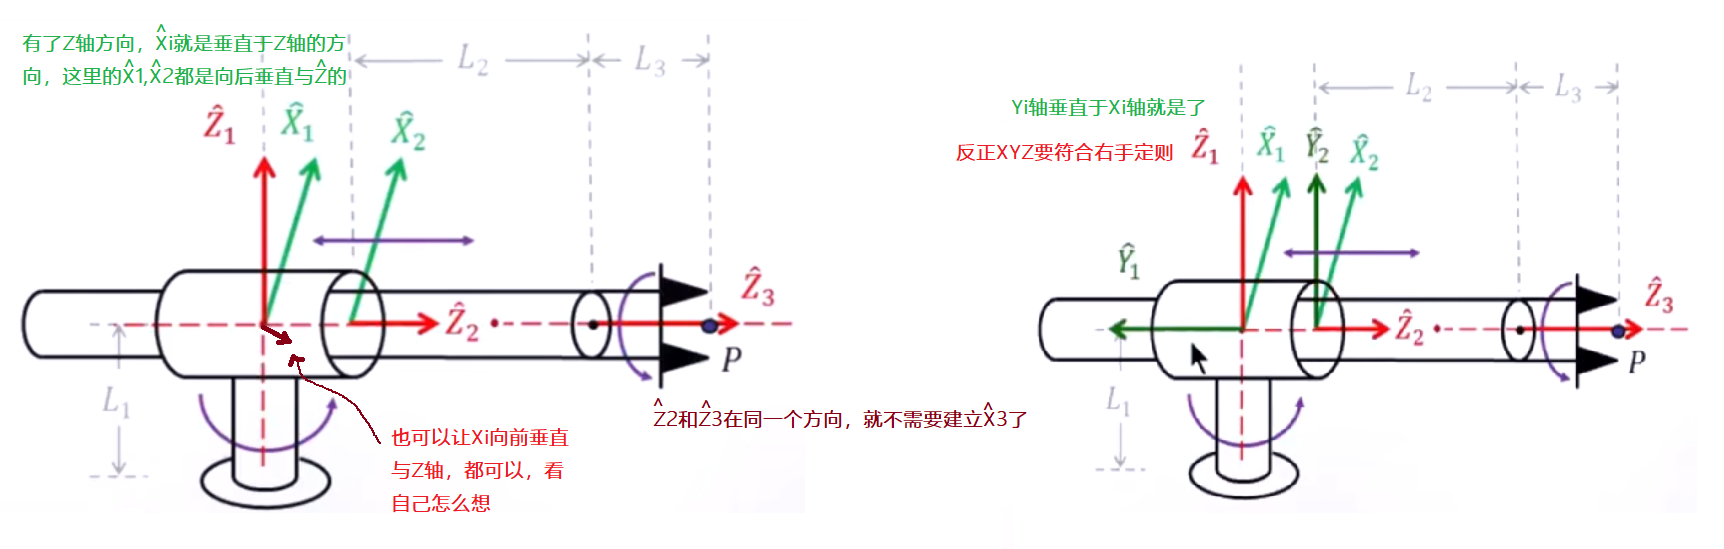 有了Z轴方向，X̂i就是垂直于Z轴的方
向，这里的X̂1,X̂2都是向后垂直与Ẑ的
L₂
L₃
Ẑ₁
X̂₁
X̂₂
Ẑ₂
Ẑ₃
P
L₁
也可以让Xi向前垂直
与Z轴，都可以，看
自己怎么想
Ẑ2和Ẑ3在同一个方向，就不需要建立X̂3了
Yi轴垂直于Xi轴就是了
反正XYZ要符合右手定则
L₂
L₃
Ẑ₁
X̂₁
Ŷ₂
X̂₂
Ŷ₁
Ẑ₂
Ẑ₃
P
L₁